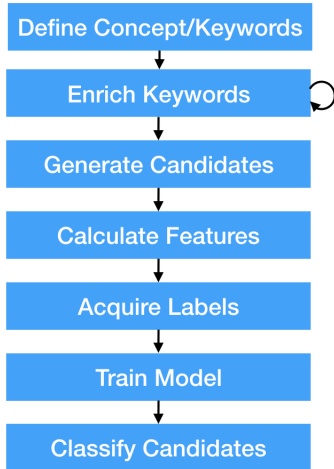 Define Concept/Keywords
Enrich Keywords
Generate Candidates
Calculate Features
Acquire Labels
Train Model
Classify Candidates